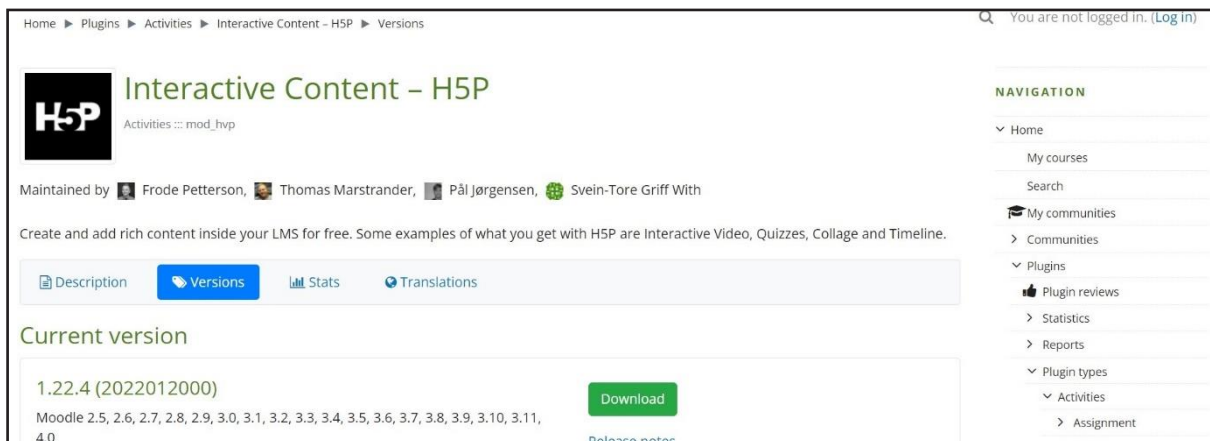 Home ▶ Plugins ▶ Activities ▶ Interactive Content – H5P ▶ Versions
You are not logged in. (Log in)
H5P
Interactive Content – H5P
Activities ::: mod_hvp
Maintained by Frode Petterson, Thomas Marstrander, Pål Jørgensen, Svein-Tore Griff With
Create and add rich content inside your LMS for free. Some examples of what you get with H5P are Interactive Video, Quizzes, Collage and Timeline.
Description Versions Stats Translations
Current version
1.22.4 (2022012000)
Moodle 2.5, 2.6, 2.7, 2.8, 2.9, 3.0, 3.1, 3.2, 3.3, 3.4, 3.5, 3.6, 3.7, 3.8, 3.9, 3.10, 3.11,
4.0
Download
Release notes
NAVIGATION
Home
My courses
Search
My communities
Communities
Plugins
Plugin reviews
Statistics
Reports
Plugin types
Activities
Assignment